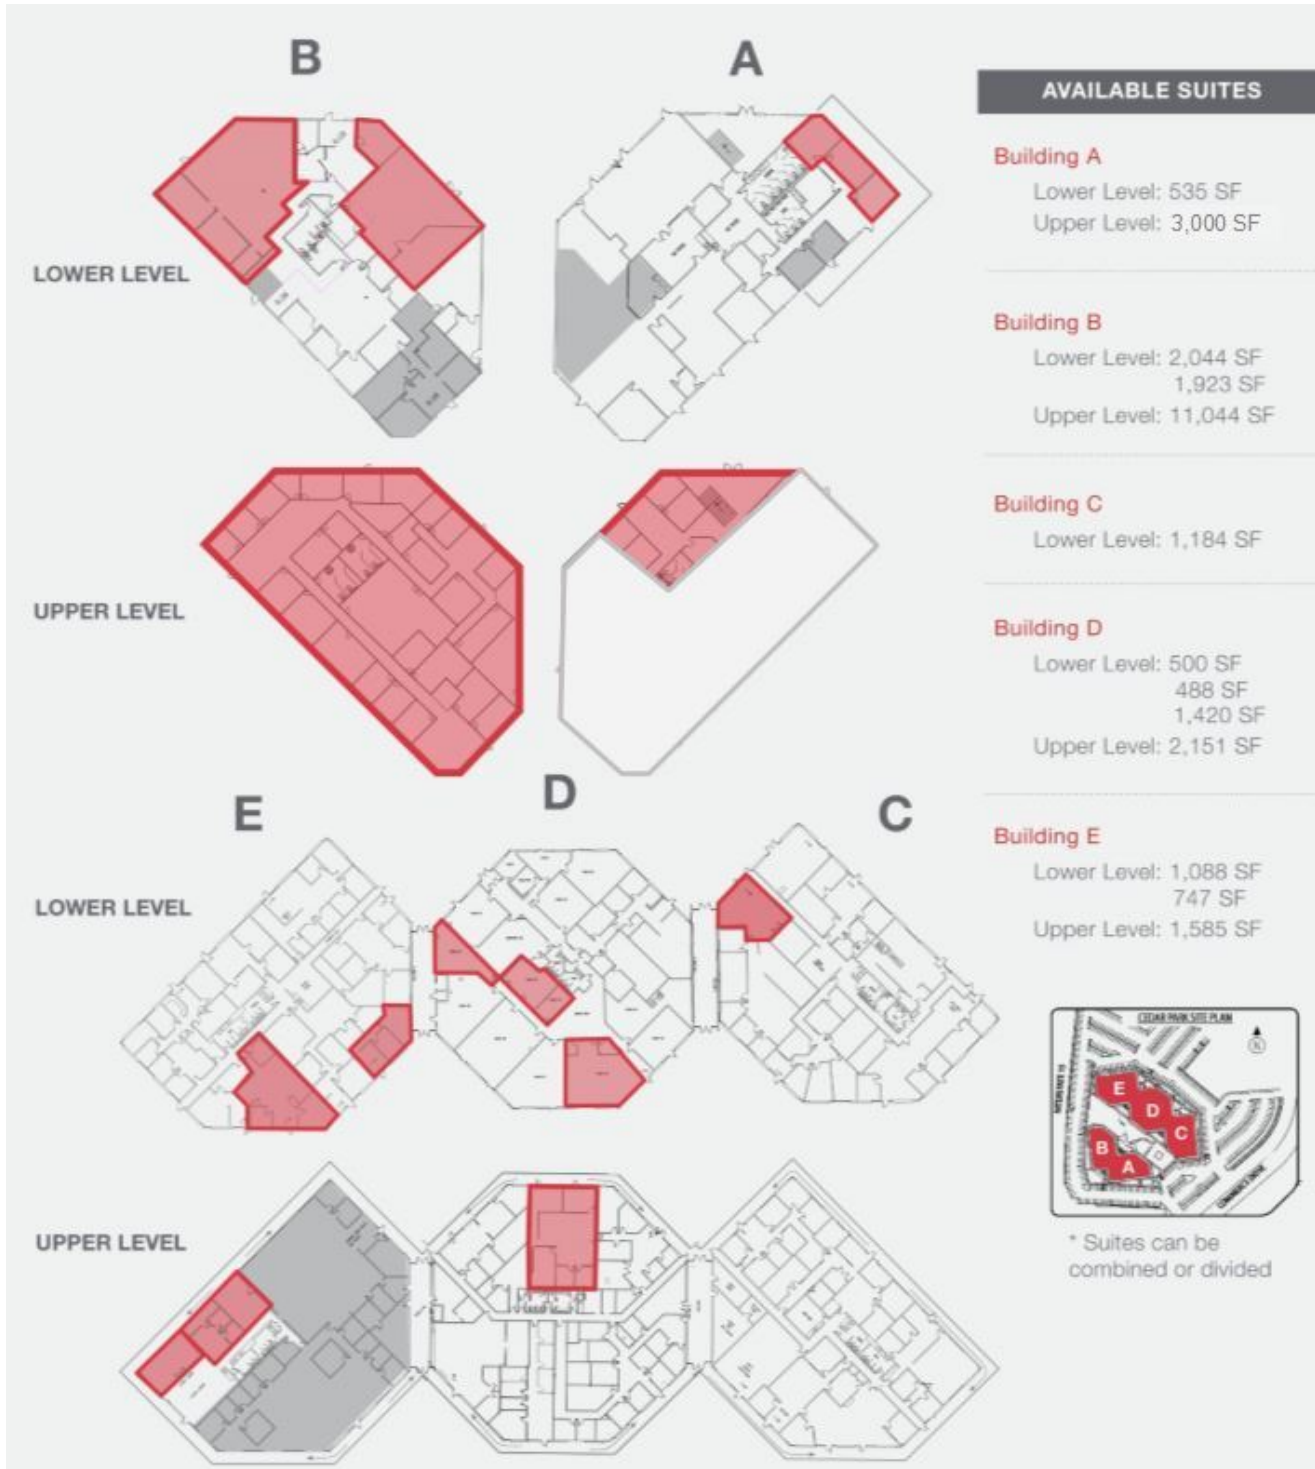 B
A
LOWER LEVEL
UPPER LEVEL
E
D
C
LOWER LEVEL
UPPER LEVEL
AVAILABLE SUITES
Building A
Lower Level: 535 SF
Upper Level: 3,000 SF
Building B
Lower Level: 2,044 SF
1,923 SF
Upper Level: 11,044 SF
Building C
Lower Level: 1,184 SF
Building D
Lower Level: 500 SF
488 SF
1,420 SF
Upper Level: 2,151 SF
Building E
Lower Level: 1,088 SF
747 SF
Upper Level: 1,585 SF
CEDAR PARK SITE PLAN
N
INTERSTATE 15
E
D
C
B
A
* Suites can be
combined or divided